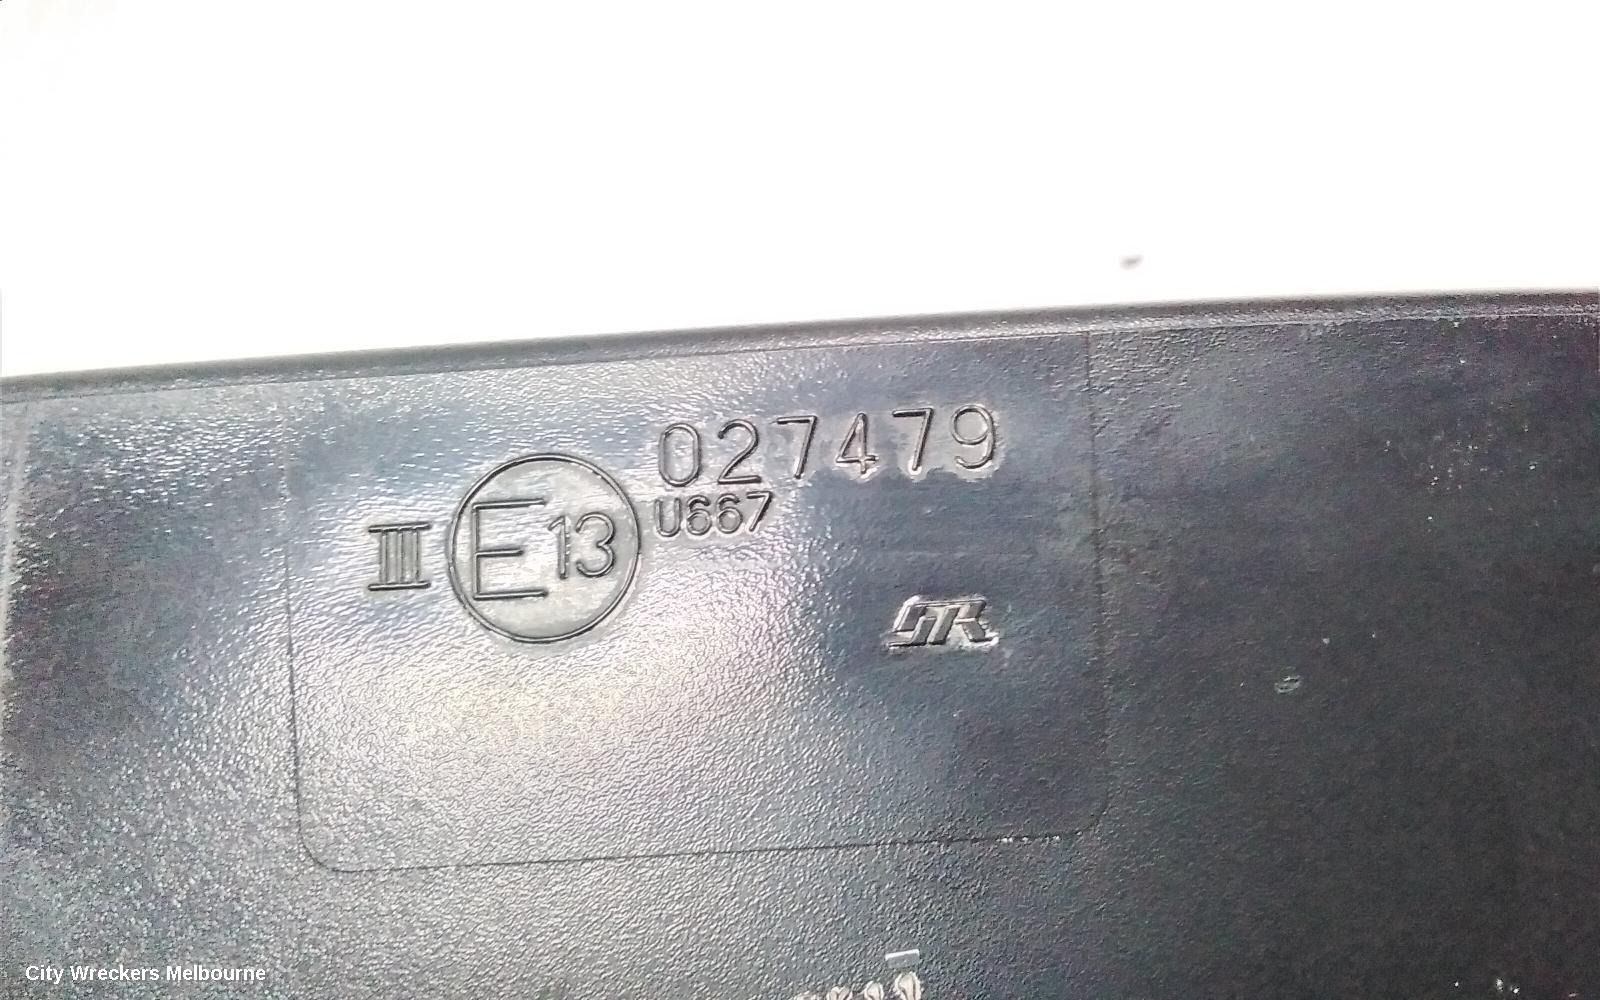 027479
U667
III E13
City Wreckers Melbourne